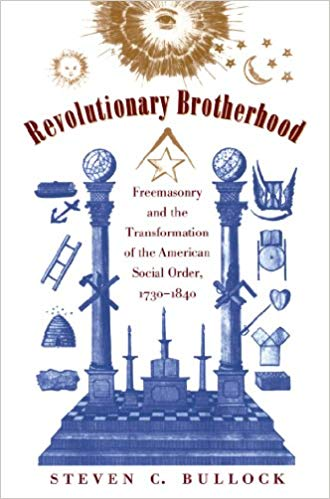 Revolutionary Brotherhood
Freemasonry
and the
Transformation
of the American
Social Order,
1730–1840
STEVEN C. BULLOCK